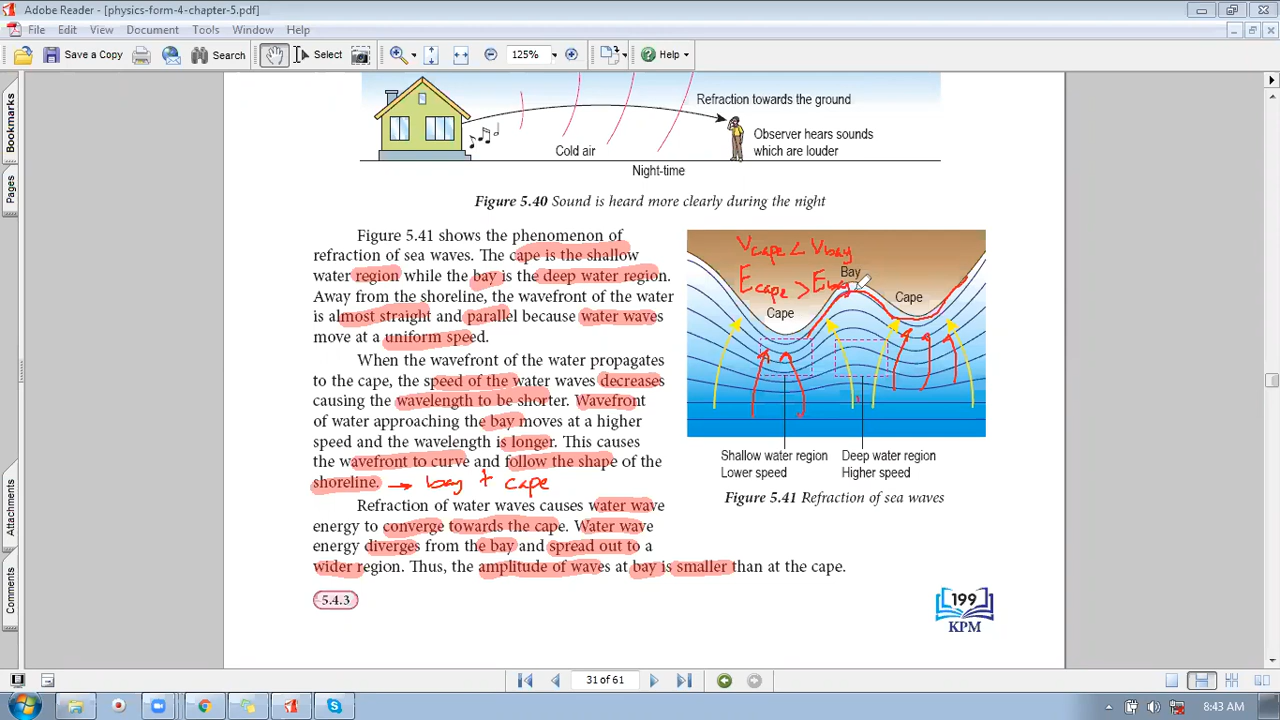 Adobe Reader - [physics-form-4-chapter-5.pdf]
File Edit View Document Tools Window Help
Save a Copy Search Select 125% Help
Bookmarks
Pages
Attachments
Comments
Refraction towards the ground
Observer hears sounds
which are louder
Cold air
Night-time
Figure 5.40 Sound is heard more clearly during the night
Figure 5.41 shows the phenomenon of
refraction of sea waves. The cape is the shallow
water region while the bay is the deep water region.
Away from the shoreline, the wavefront of the water
is almost straight and parallel because water waves
move at a uniform speed.
When the wavefront of the water propagates
to the cape, the speed of the water waves decreases
causing the wavelength to be shorter. Wavefront
of water approaching the bay moves at a higher
speed and the wavelength is longer. This causes
the wavefront to curve and follow the shape of the
shoreline. → bay + cape
Refraction of water waves causes water wave
energy to converge towards the cape. Water wave
energy diverges from the bay and spread out to a
wider region. Thus, the amplitude of waves at bay is smaller than at the cape.
Vcape < Vbay
Ecape > Ebay
Bay
Cape
Cape
Shallow water region
Lower speed
Deep water region
Higher speed
Figure 5.41 Refraction of sea waves
5.4.3
199
KPM
31 of 61
8:43 AM